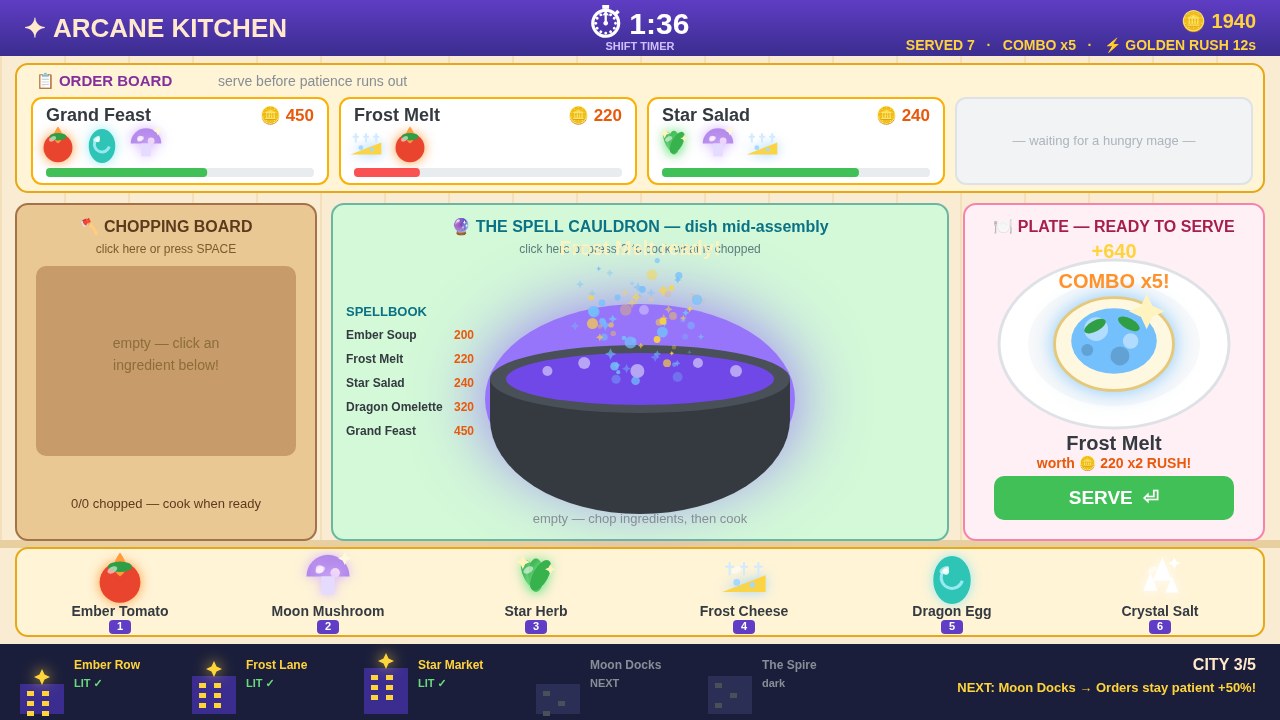 ✦ ARCANE KITCHEN
1:36
SHIFT TIMER
1940
SERVED 7 · COMBO x5 · ⚡ GOLDEN RUSH 12s
ORDER BOARD serve before patience runs out
Grand Feast 450
Frost Melt 220
Star Salad 240
— waiting for a hungry mage —
CHOPPING BOARD
click here or press SPACE
empty — click an
ingredient below!
0/0 chopped — cook when ready
THE SPELL CAULDRON — dish mid-assembly
click here
chopped
Frost Melt ready!
SPELLBOOK
Ember Soup 200
Frost Melt 220
Star Salad 240
Dragon Omelette 320
Grand Feast 450
empty — chop ingredients, then cook
PLATE — READY TO SERVE
+640
COMBO x5!
Frost Melt
worth 220 x2 RUSH!
SERVE ⏎
Ember Tomato
1
Moon Mushroom
2
Star Herb
3
Frost Cheese
4
Dragon Egg
5
Crystal Salt
6
Ember Row
LIT ✓
Frost Lane
LIT ✓
Star Market
LIT ✓
Moon Docks
NEXT
The Spire
dark
CITY 3/5
NEXT: Moon Docks → Orders stay patient +50%!